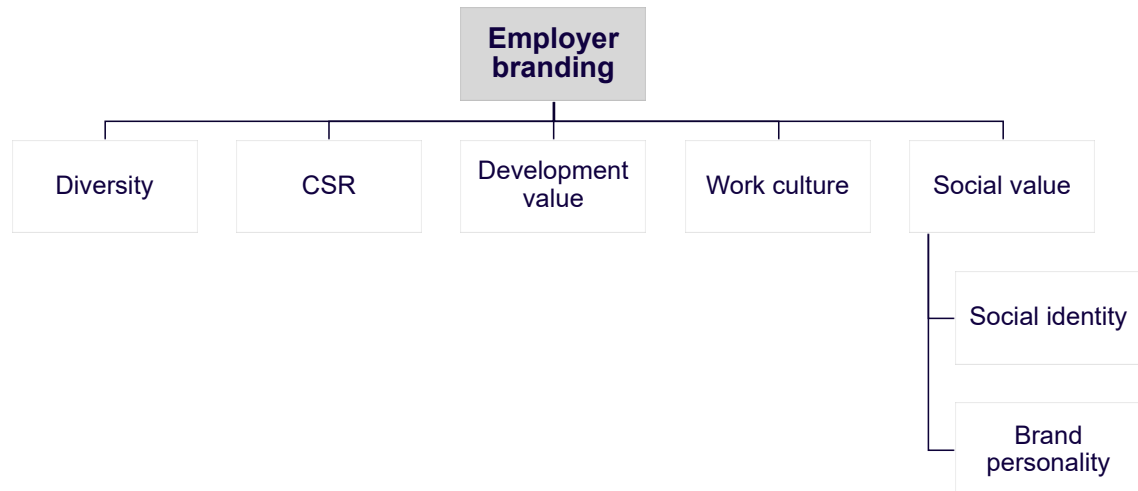 Employer
branding
Diversity
CSR
Development
value
Work culture
Social value
Social identity
Brand
personality